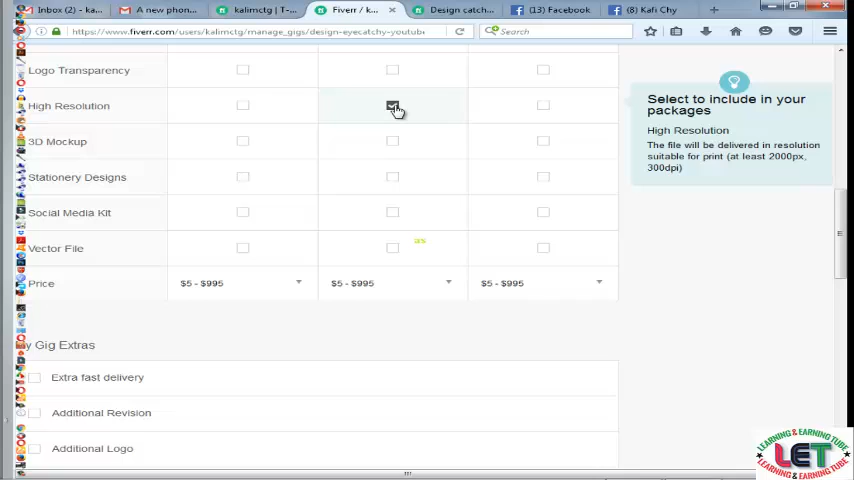 Inbox (2) - ka...
A new phon...
kalimctg | T-...
Fiverr / k...
Design catch...
(13) Facebook
(8) Kafi Chy
https://www.fiverr.com/users/kalimctg/manage_gigs/design-eyecatchy-youtube
Search
Logo Transparency
High Resolution
3D Mockup
Stationery Designs
Social Media Kit
Vector File
as
Price
$5 - $995
$5 - $995
$5 - $995
Select to include in your
packages
High Resolution
The file will be delivered in resolution
suitable for print (at least 2000px,
300dpi)
y Gig Extras
Extra fast delivery
Additional Revision
Additional Logo
LEARNING & EARNING TUBE
LET
LEARNING & EARNING TUBE